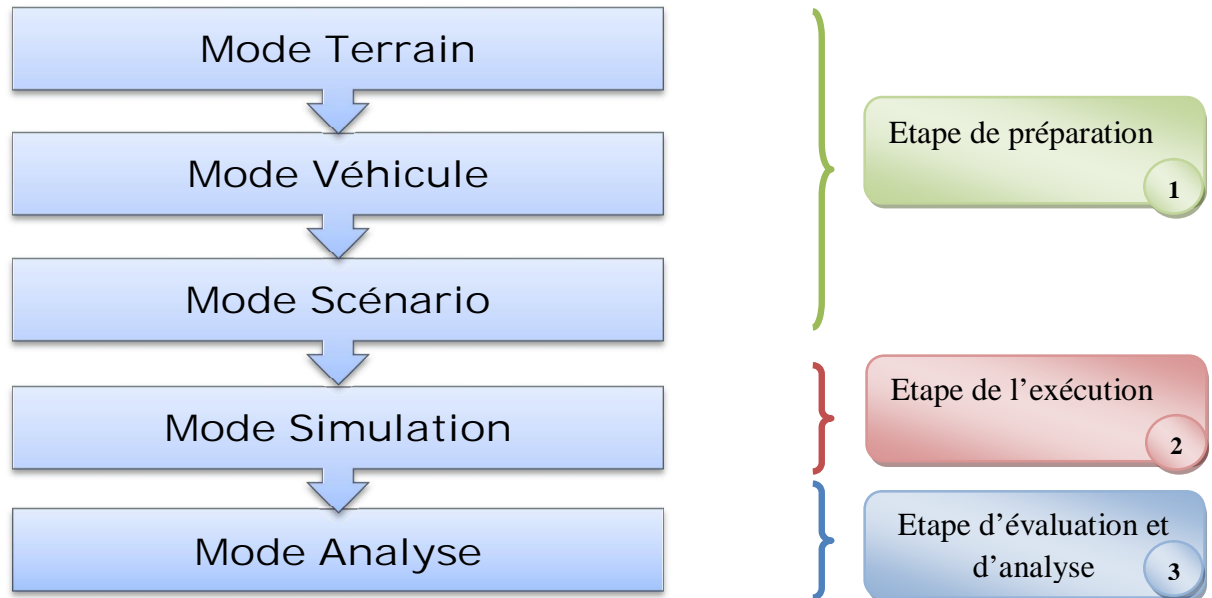 Mode Terrain
Mode Véhicule
Mode Scénario
Mode Simulation
Mode Analyse
Etape de préparation
1
Etape de l’exécution
2
Etape d’évaluation et
d’analyse
3